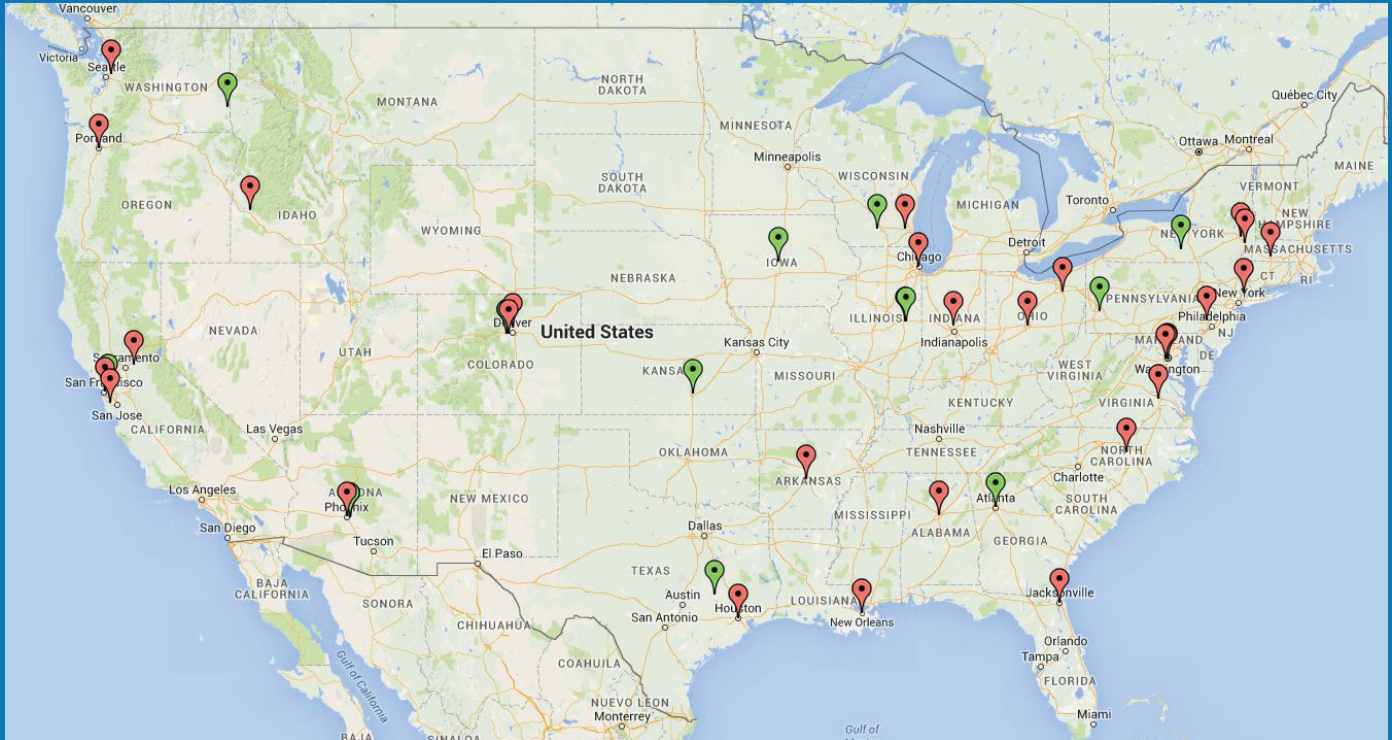 Vancouver
Victoria
Seattle
WASHINGTON
MONTANA
NORTH
DAKOTA
MINNESOTA
Québec City
Ottawa
Montreal
MAINE
Portland
OREGON
IDAHO
SOUTH
DAKOTA
Minneapolis
WISCONSIN
MICHIGAN
Toronto
VERMONT
NEW
HAMPSHIRE
NEW YORK
MASSACHUSETTS
WYOMING
IOWA
Chicago
Detroit
CT
RI
NEBRASKA
ILLINOIS
INDIANA
OHIO
PENNSYLVANIA
New York
Philadelphia
NJ
NEVADA
UTAH
Denver
COLORADO
United States
Kansas City
Indianapolis
MARYLAND
DE
Washington
WEST
VIRGINIA
VIRGINIA
Sacramento
San Francisco
San Jose
CALIFORNIA
Las Vegas
KANSAS
MISSOURI
KENTUCKY
Nashville
TENNESSEE
NORTH
CAROLINA
Charlotte
OKLAHOMA
ARKANSAS
Los Angeles
ARIZONA
Phoenix
NEW MEXICO
MISSISSIPPI
ALABAMA
Atlanta
SOUTH
CAROLINA
GEORGIA
San Diego
Tucson
El Paso
Dallas
BAJA
CALIFORNIA
SONORA
CHIHUAHUA
TEXAS
Austin
San Antonio
Houston
LOUISIANA
New Orleans
Jacksonville
Orlando
Tampa
FLORIDA
Miami
Gulf of California
COAHUILA
NUEVO LEON
Monterrey
BAJA
SINALOA
Gulf of